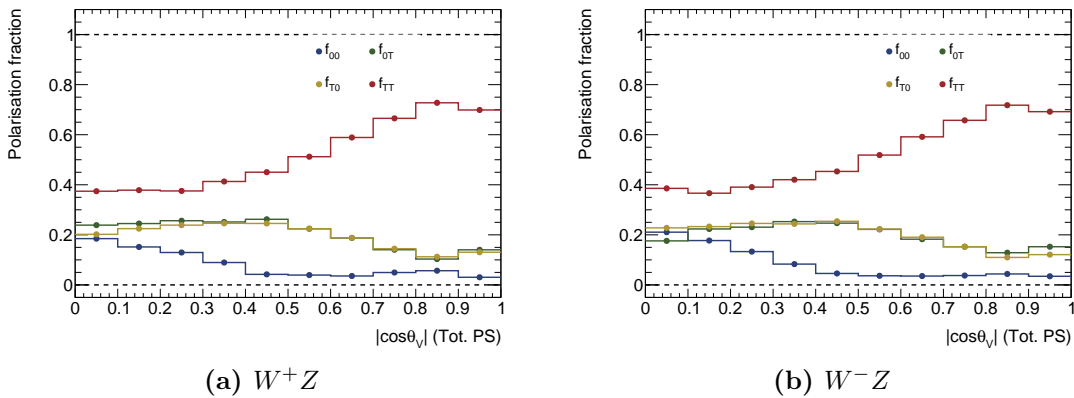 Polarisation fraction
1
0.8
0.6
0.4
0.2
0
f00 f0T
fT0 fTT
0 0.1 0.2 0.3 0.4 0.5 0.6 0.7 0.8 0.9 1
|cosθV| (Tot. PS)
(a) W+Z
Polarisation fraction
1
0.8
0.6
0.4
0.2
0
f00 f0T
fT0 fTT
0 0.1 0.2 0.3 0.4 0.5 0.6 0.7 0.8 0.9 1
|cosθV| (Tot. PS)
(b) W−Z